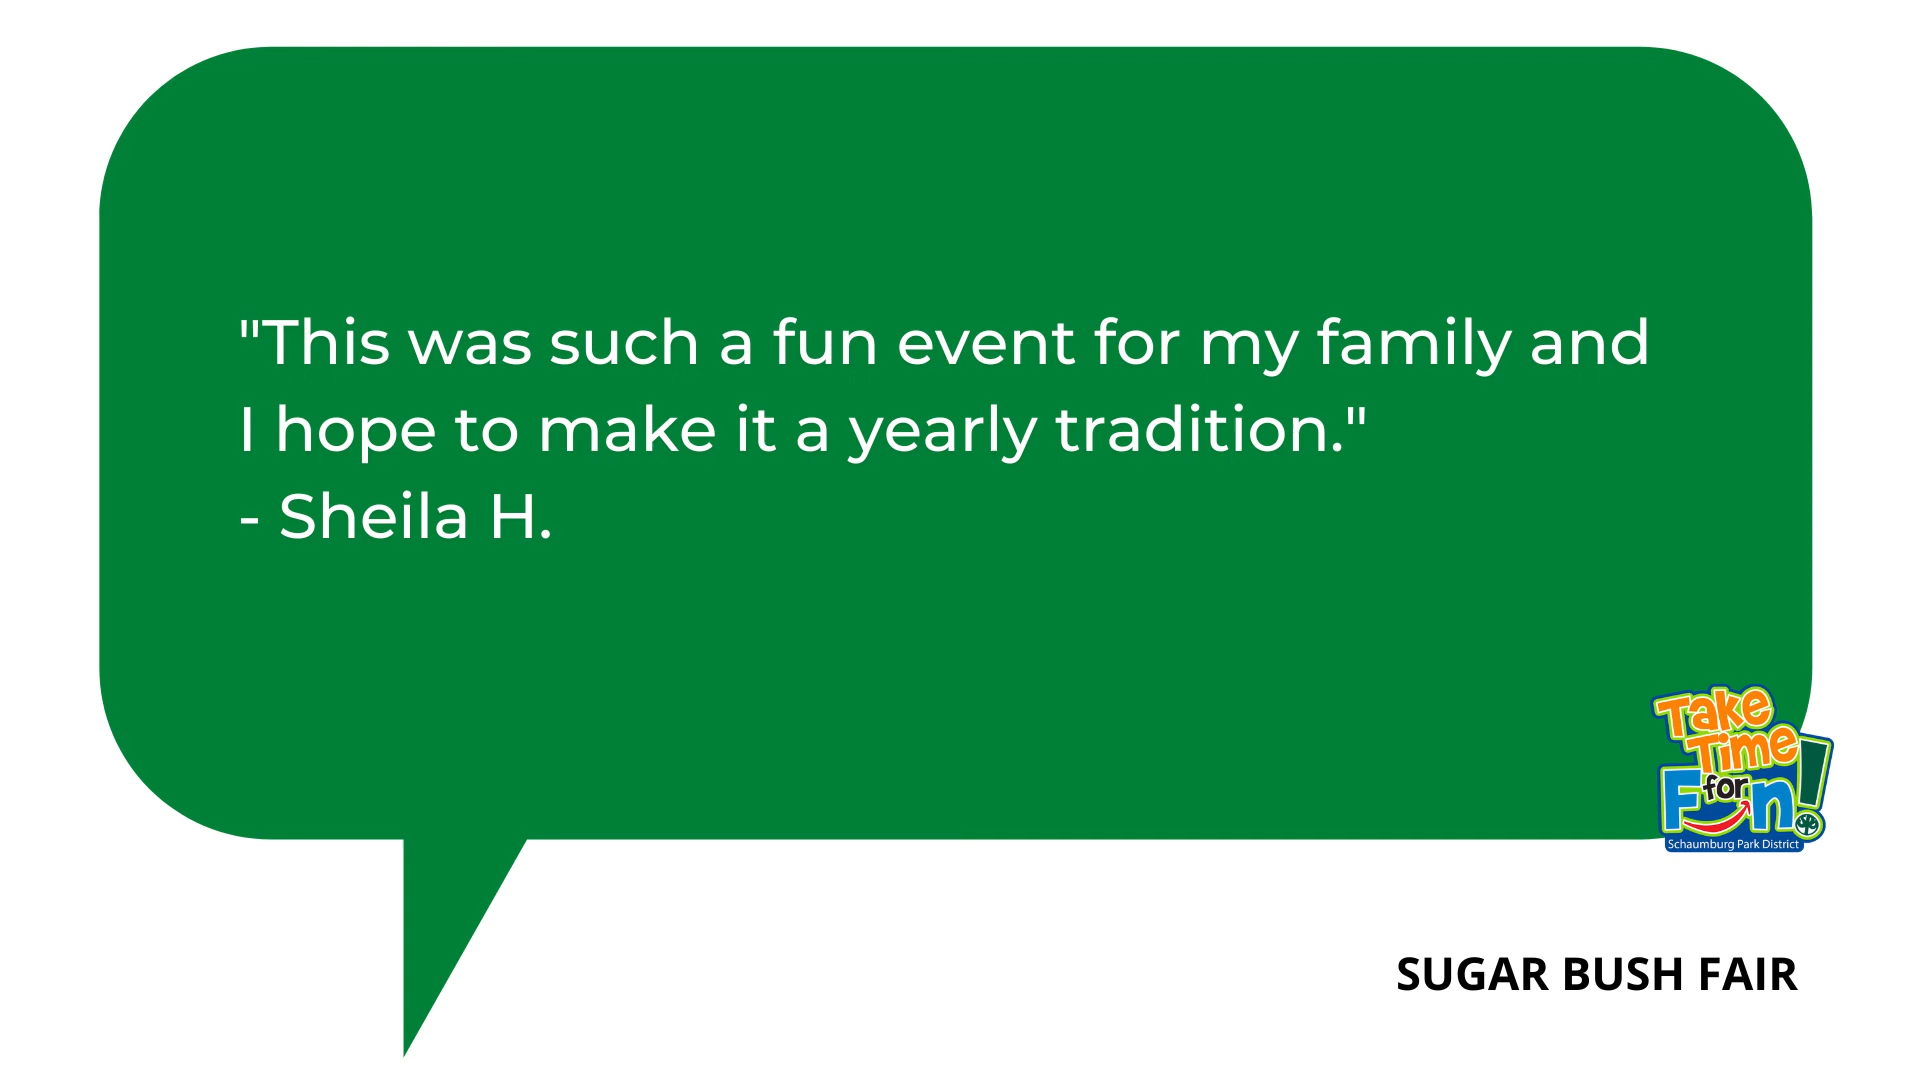 "This was such a fun event for my family and
I hope to make it a yearly tradition."
- Sheila H.
Take
Time
for
Fun!
Schaumburg Park District
SUGAR BUSH FAIR